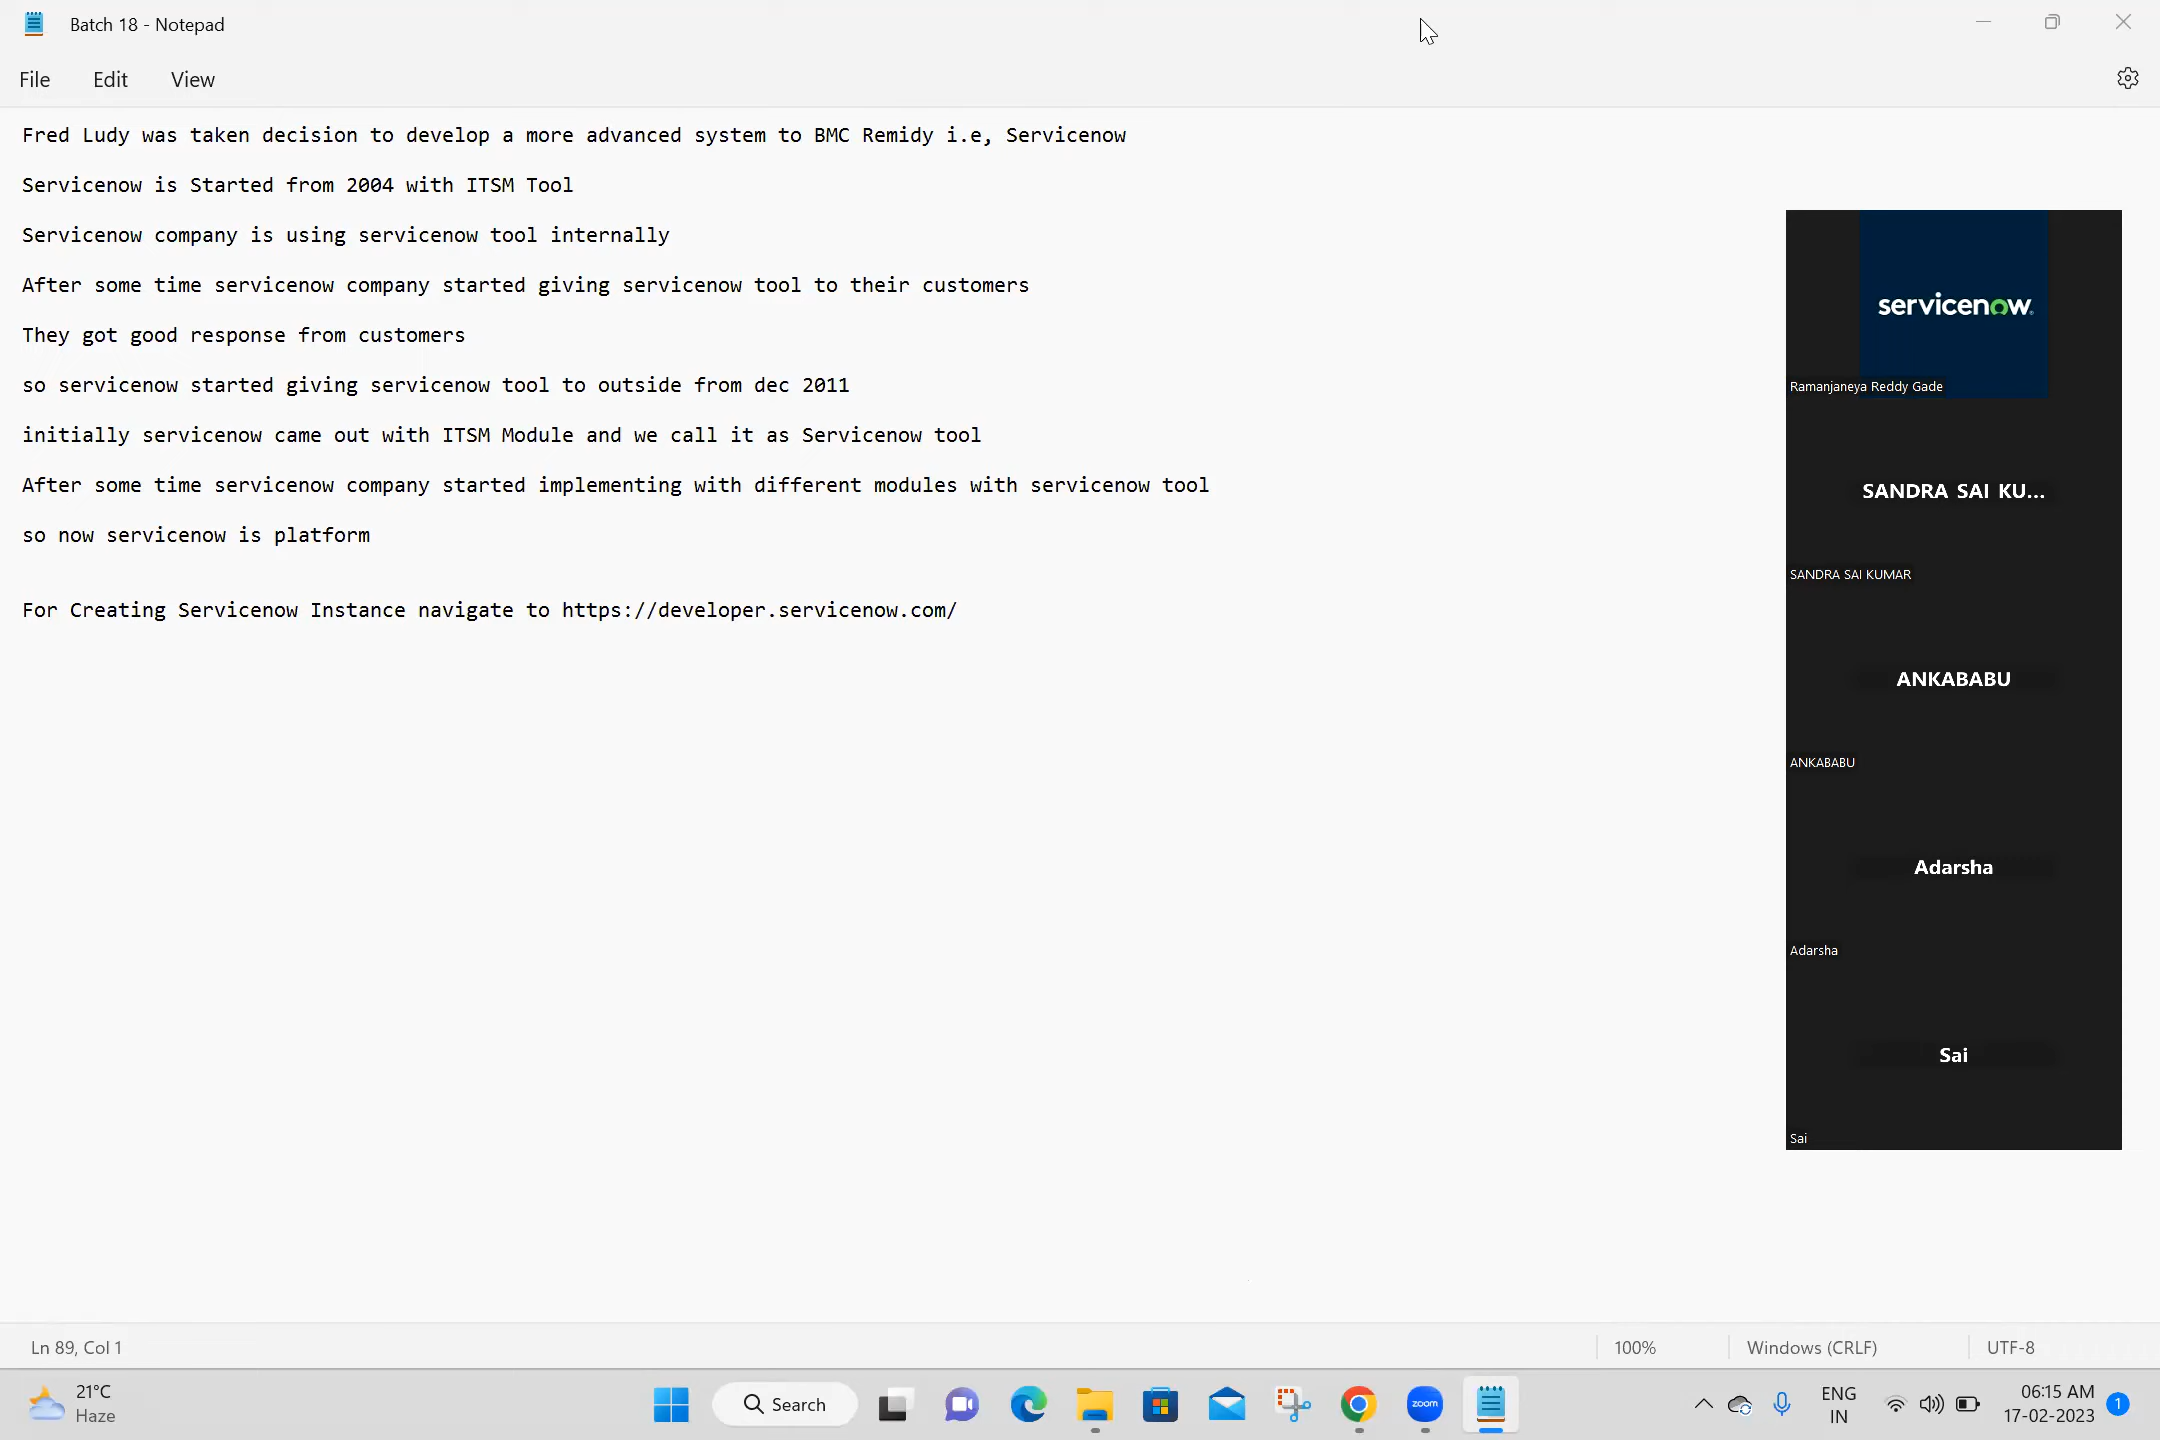 Batch 18 - Notepad
File Edit View
Fred Ludy was taken decision to develop a more advanced system to BMC Remidy i.e, Servicenow
Servicenow is Started from 2004 with ITSM Tool
Servicenow company is using servicenow tool internally
After some time servicenow company started giving servicenow tool to their customers
They got good response from customers
so servicenow started giving servicenow tool to outside from dec 2011
initially servicenow came out with ITSM Module and we call it as Servicenow tool
After some time servicenow company started implementing with different modules with servicenow tool
so now servicenow is platform
For Creating Servicenow Instance navigate to https://developer.servicenow.com/
servicenow
Ramanjaneya Reddy Gade
SANDRA SAI KU...
SANDRA SAI KUMAR
ANKABABU
ANKABABU
Adarsha
Adarsha
Sai
Sai
Ln 89, Col 1 100% Windows (CRLF) UTF-8
21°C
Haze
Search
zoom
ENG
IN
06:15 AM
17-02-2023
1